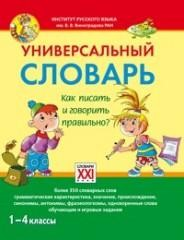 ИНСТИТУТ РУССКОГО ЯЗЫКА
им. В. В. Виноградова РАН
УНИВЕРСАЛЬНЫЙ
СЛОВАРЬ
Как писать
и говорить
правильно?
СЛОВАРИ
XXI
более 350 словарных слов
грамматическая характеристика, значение, происхождение,
синонимы, антонимы, фразеологизмы, однокоренные слова
обучающие и игровые задания
1–4 классы